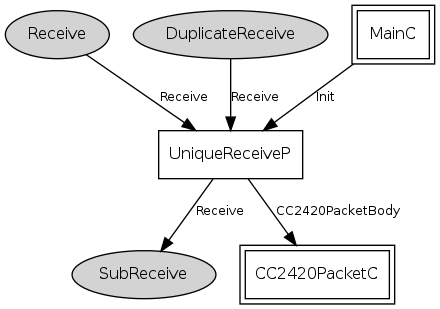 Receive
DuplicateReceive
MainC
Receive
Receive
Init
UniqueReceiveP
Receive
CC2420PacketBody
SubReceive
CC2420PacketC